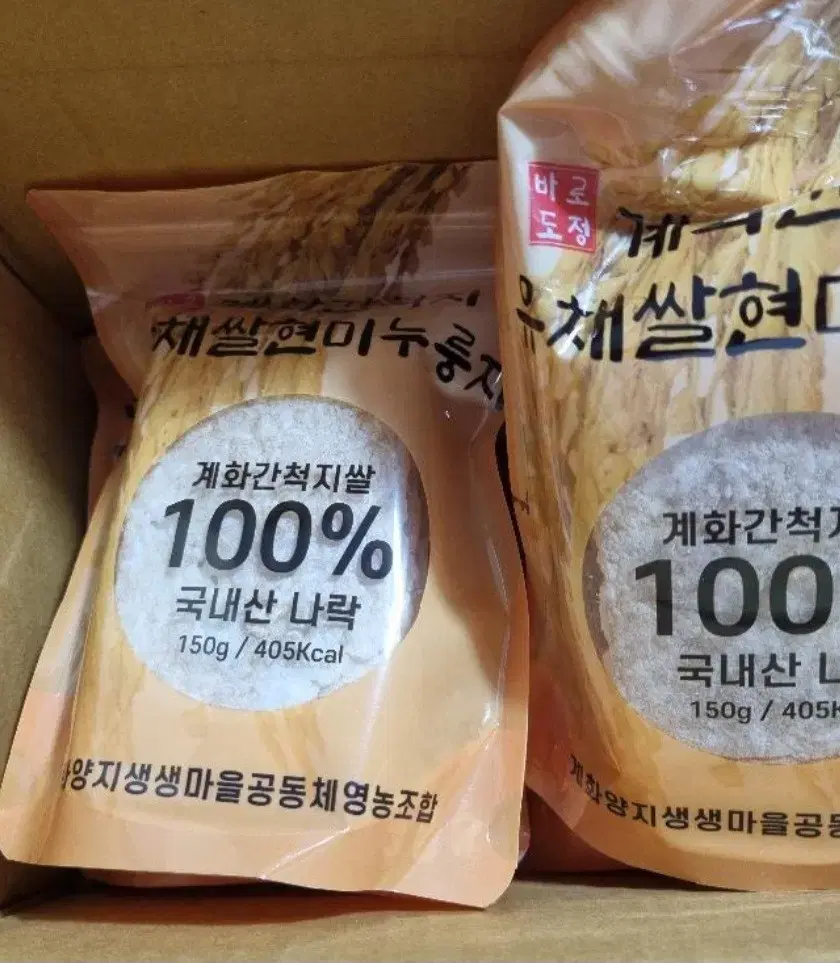 채쌀현미누룽지
계화간척지쌀
100%
국내산 나락
150g / 405Kcal
양지생생마을공동체영농조합
바로
도정
채쌀현
계화간척지
100
국내산
150g / 405K
계화양지생생마을공동